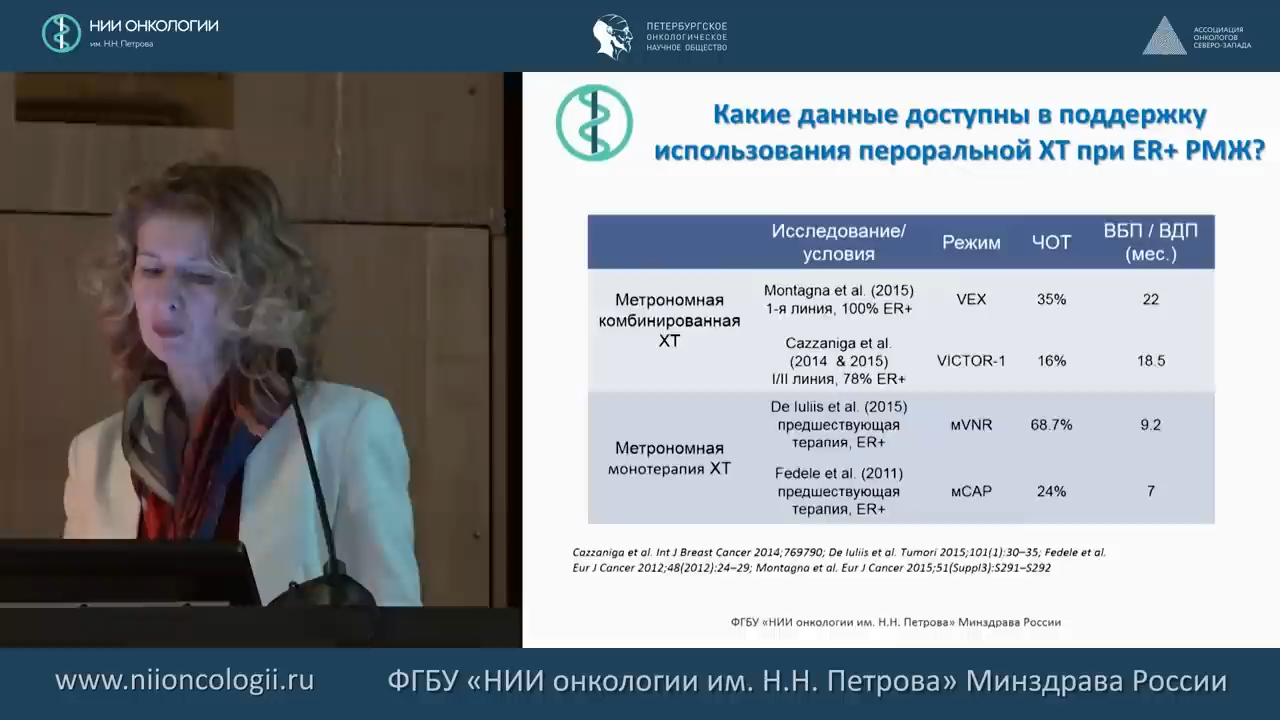 НИИ ОНКОЛОГИИ
им. Н.Н. Петрова
ПЕТЕРБУРГСКОЕ
ОНКОЛОГИЧЕСКОЕ
НАУЧНОЕ ОБЩЕСТВО
АССОЦИАЦИЯ
ОНКОЛОГОВ
СЕВЕРО-ЗАПАДА
Какие данные доступны в поддержку
использования пероральной ХТ при ER+ РМЖ?
Исследование/
условия
Режим
ЧОТ
ВБП / ВДП
(мес.)
Метрономная
комбинированная
ХТ
Montagna et al. (2015)
1-я линия, 100% ER+
VEX
35%
22
Cazzaniga et al.
(2014 & 2015)
I/II линия, 78% ER+
VICTOR-1
16%
18.5
Метрономная
монотерапия ХТ
De Iuliis et al. (2015)
предшествующая
терапия, ER+
мVNR
68.7%
9.2
Fedele et al. (2011)
предшествующая
терапия, ER+
мCAP
24%
7
Cazzaniga et al. Int J Breast Cancer 2014;769790; De Iuliis et al. Tumori 2015;101(1):30–35; Fedele et al.
Eur J Cancer 2012;48(2012):24–29; Montagna et al. Eur J Cancer 2015;51(Suppl3):S291–S292
ФГБУ «НИИ онкологии им. Н.Н. Петрова» Минздрава России
www.niioncologii.ru
ФГБУ «НИИ онкологии им. Н.Н. Петрова» Минздрава России